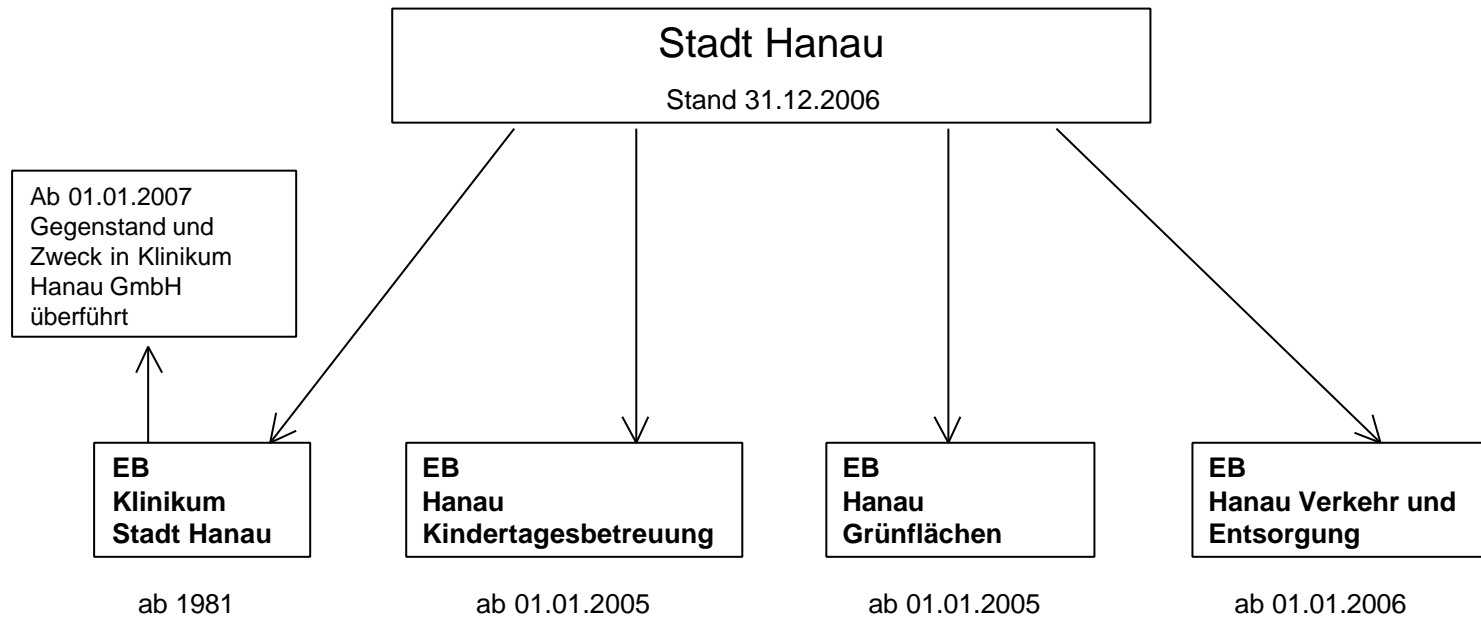 Stadt Hanau
Stand 31.12.2006
Ab 01.01.2007
Gegenstand und
Zweck in Klinikum
Hanau GmbH
überführt
EB
Klinikum
Stadt Hanau
EB
Hanau
Kindertagesbetreuung
EB
Hanau
Grünflächen
EB
Hanau Verkehr und
Entsorgung
ab 1981
ab 01.01.2005
ab 01.01.2005
ab 01.01.2006